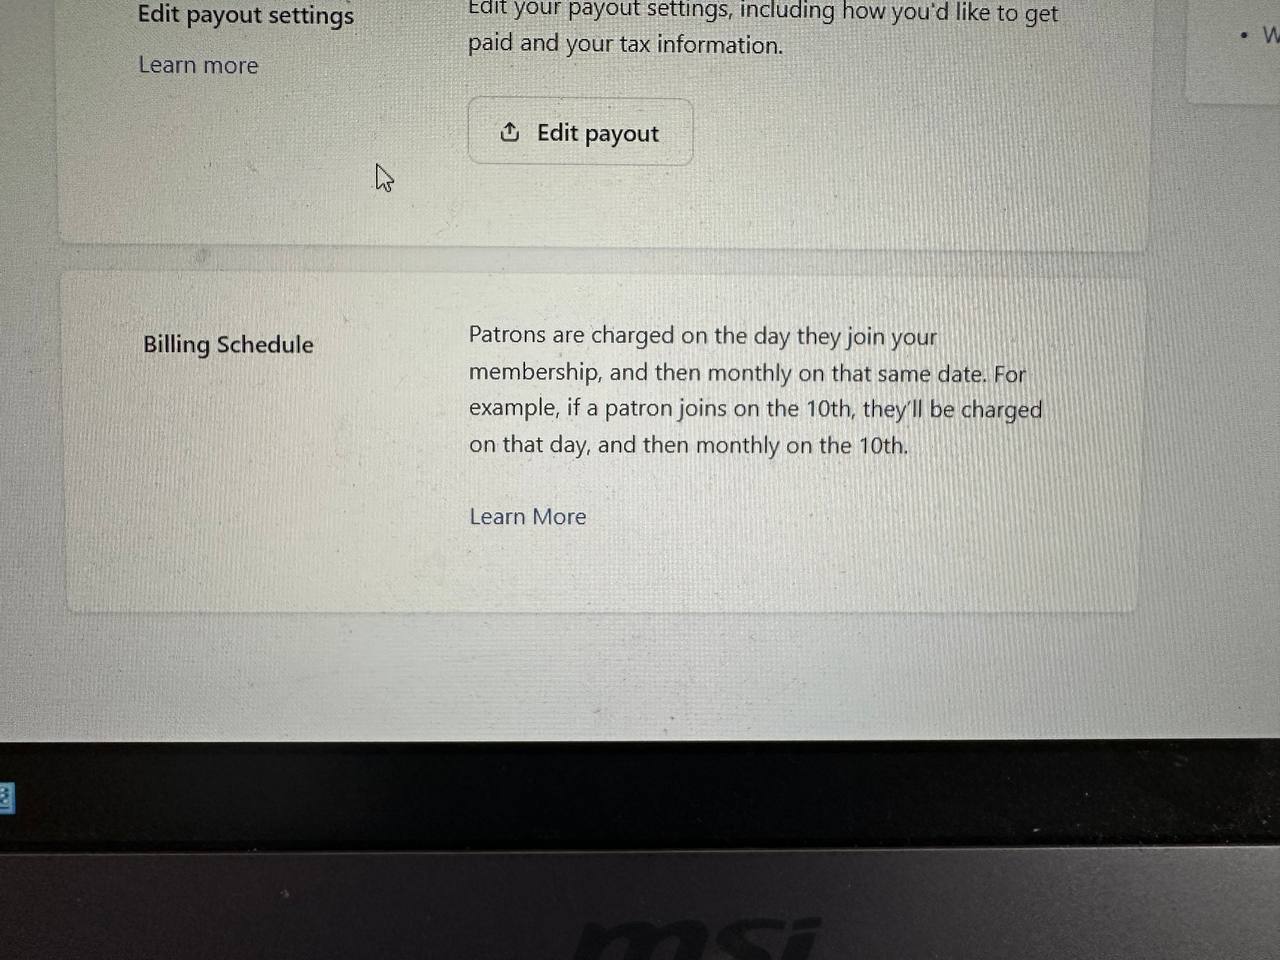 Edit payout settings
Learn more
Edit your payout settings, including how you'd like to get
paid and your tax information.
Edit payout
Billing Schedule
Patrons are charged on the day they join your
membership, and then monthly on that same date. For
example, if a patron joins on the 10th, they'll be charged
on that day, and then monthly on the 10th.
Learn More
msi